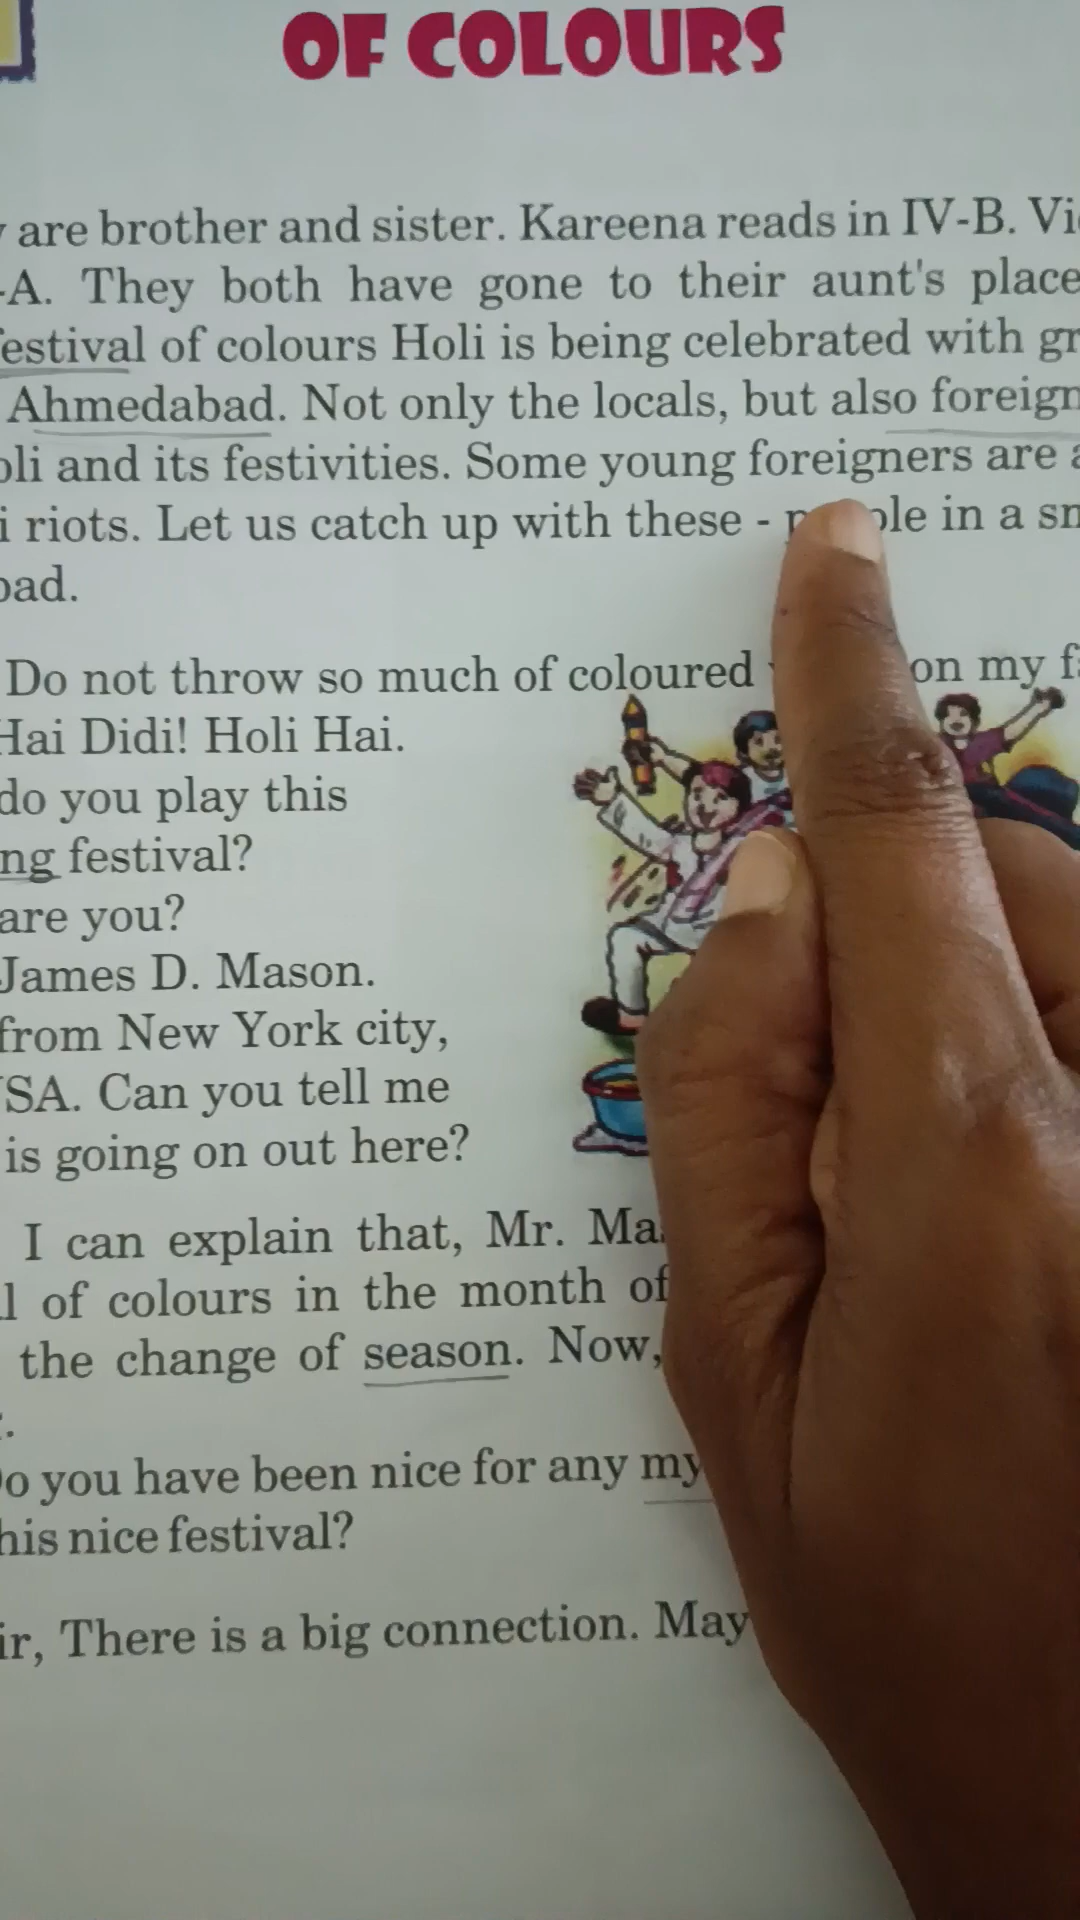 OF COLOURS
are brother and sister. Kareena reads in IV-B.
-A. They both have gone to their aunt's place
estival of colours Holi is being celebrated with
Ahmedabad. Not only the locals, but also foreign
oli and its festivities. Some young foreigners are
i riots. Let us catch up with these - in a
bad.
Do not throw so much of coloured on my
Hai Didi! Holi Hai.
do you play this
ng festival?
are you?
James D. Mason.
from New York city,
SA. Can you tell me
is going on out here?
I can explain that, Mr.
l of colours in the month of
the change of season. Now,
o you have been nice for any my
his nice festival?
ir, There is a big connection. May